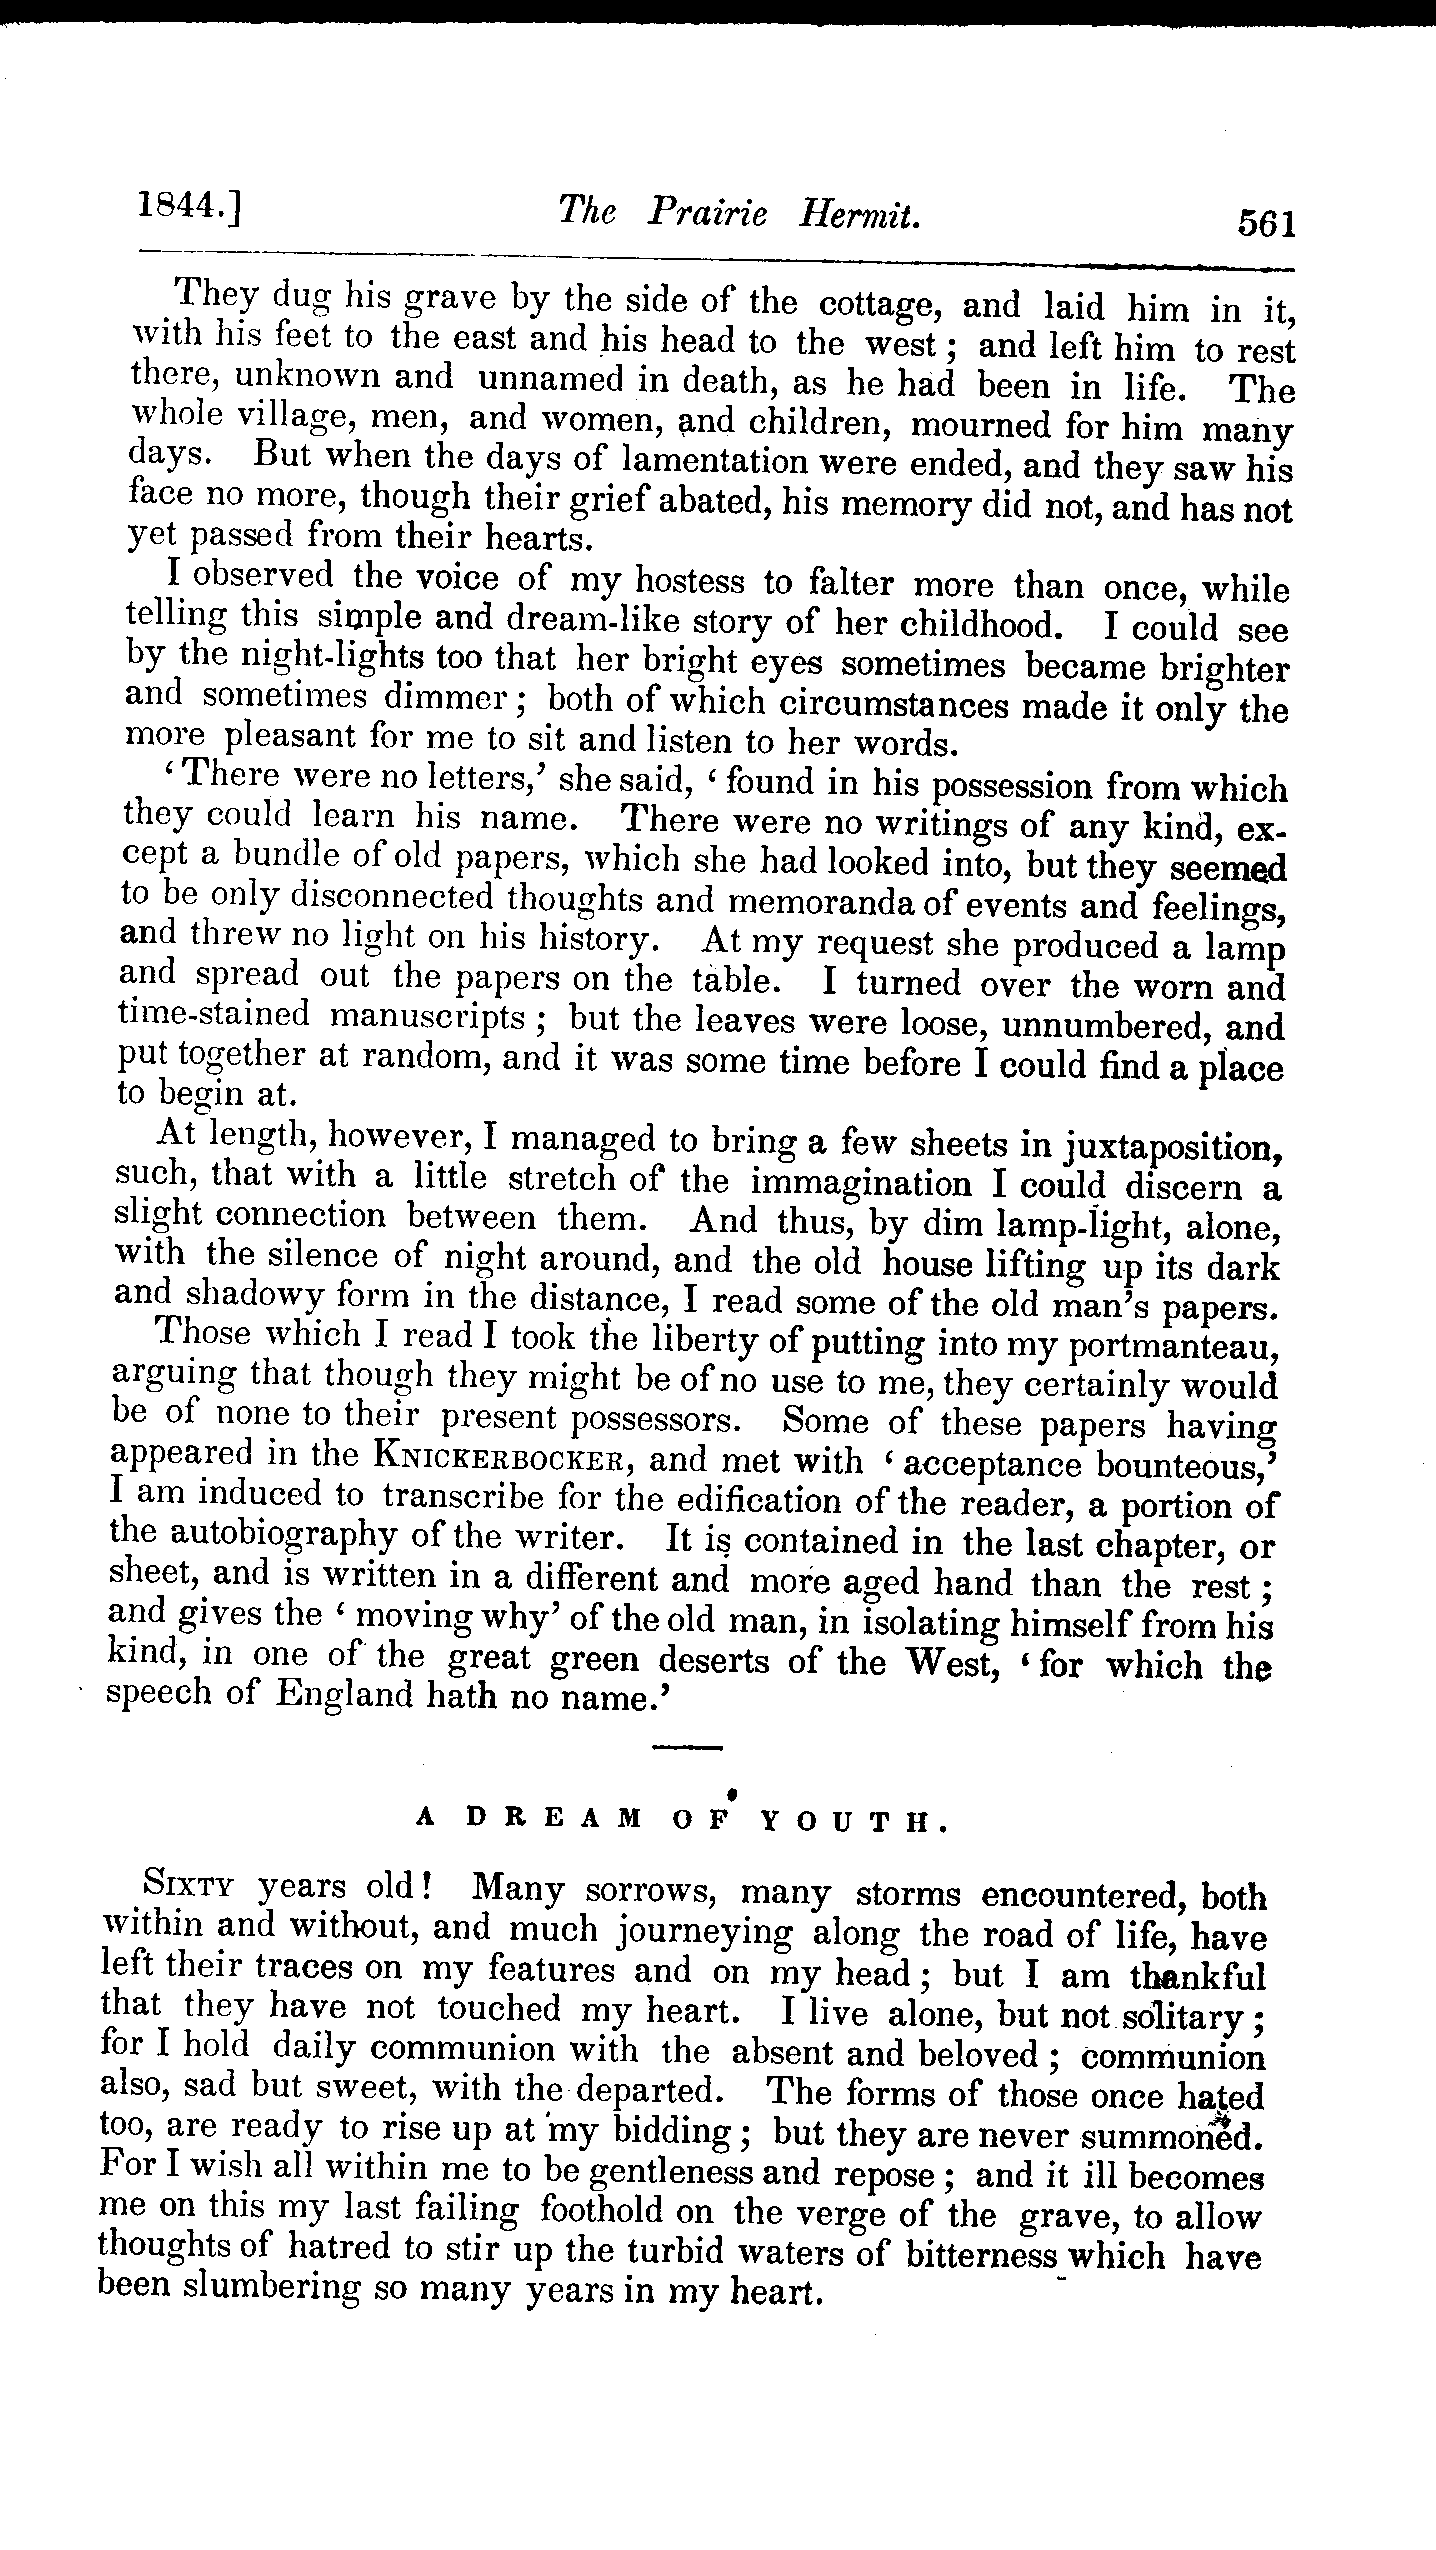 1844.] The Prairie Hermit. 561
They dug his grave by the side of the cottage, and laid him in it,
with his feet to the east and his head to the west ; and left him to rest
there, unknown and unnamed in death, as he had been in life. The
whole village, men, and women, and children, mourned for him many
days. But when the days of lamentation were ended, and they saw his
face no more, though their grief abated, his memory did not, and has not
yet passed from their hearts.
I observed the voice of my hostess to falter more than once, while
telling this simple and dream-like story of her childhood. I could see
by the night-lights too that her bright eyes sometimes became brighter
and sometimes dimmer ; both of which circumstances made it only the
more pleasant for me to sit and listen to her words.
‘ There were no letters,’ she said, ‘ found in his possession from which
they could learn his name. There were no writings of any kind, ex-
cept a bundle of old papers, which she had looked into, but they seemed
to be only disconnected thoughts and memoranda of events and feelings,
and threw no light on his history. At my request she produced a lamp
and spread out the papers on the table. I turned over the worn and
time-stained manuscripts ; but the leaves were loose, unnumbered, and
put together at random, and it was some time before I could find a place
to begin at.
At length, however, I managed to bring a few sheets in juxtaposition,
such, that with a little stretch of the immagination I could discern a
slight connection between them. And thus, by dim lamp-light, alone,
with the silence of night around, and the old house lifting up its dark
and shadowy form in the distance, I read some of the old man’s papers.
Those which I read I took the liberty of putting into my portmanteau,
arguing that though they might be of no use to me, they certainly would
be of none to their present possessors. Some of these papers having
appeared in the KNICKERBOCKER, and met with ‘ acceptance bounteous,’
I am induced to transcribe for the edification of the reader, a portion of
the autobiography of the writer. It is contained in the last chapter, or
sheet, and is written in a different and more aged hand than the rest ;
and gives the ‘ moving why’ of the old man, in isolating himself from his
kind, in one of the great green deserts of the West, ‘ for which the
speech of England hath no name.’
A DREAM OF YOUTH.
SIXTY years old! Many sorrows, many storms encountered, both
within and without, and much journeying along the road of life, have
left their traces on my features and on my head ; but I am thankful
that they have not touched my heart. I live alone, but not solitary ;
for I hold daily communion with the absent and beloved ; communion
also, sad but sweet, with the departed. The forms of those once hated
too, are ready to rise up at my bidding ; but they are never summoned.
For I wish all within me to be gentleness and repose ; and it ill becomes
me on this my last failing foothold on the verge of the grave, to allow
thoughts of hatred to stir up the turbid waters of bitterness which have
been slumbering so many years in my heart.